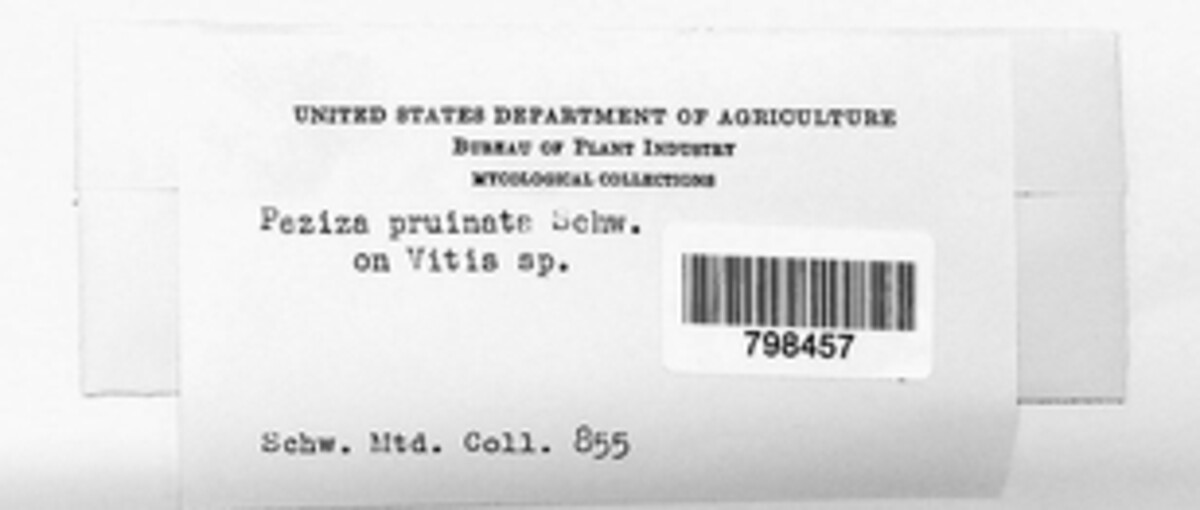 UNITED STATES DEPARTMENT OF AGRICULTURE
BUREAU OF PLANT INDUSTRY
MYCOLOGICAL COLLECTIONS
Peziza pruinata Schw.
on Vitis sp.
798457
Schw. Mtd. Coll. 855